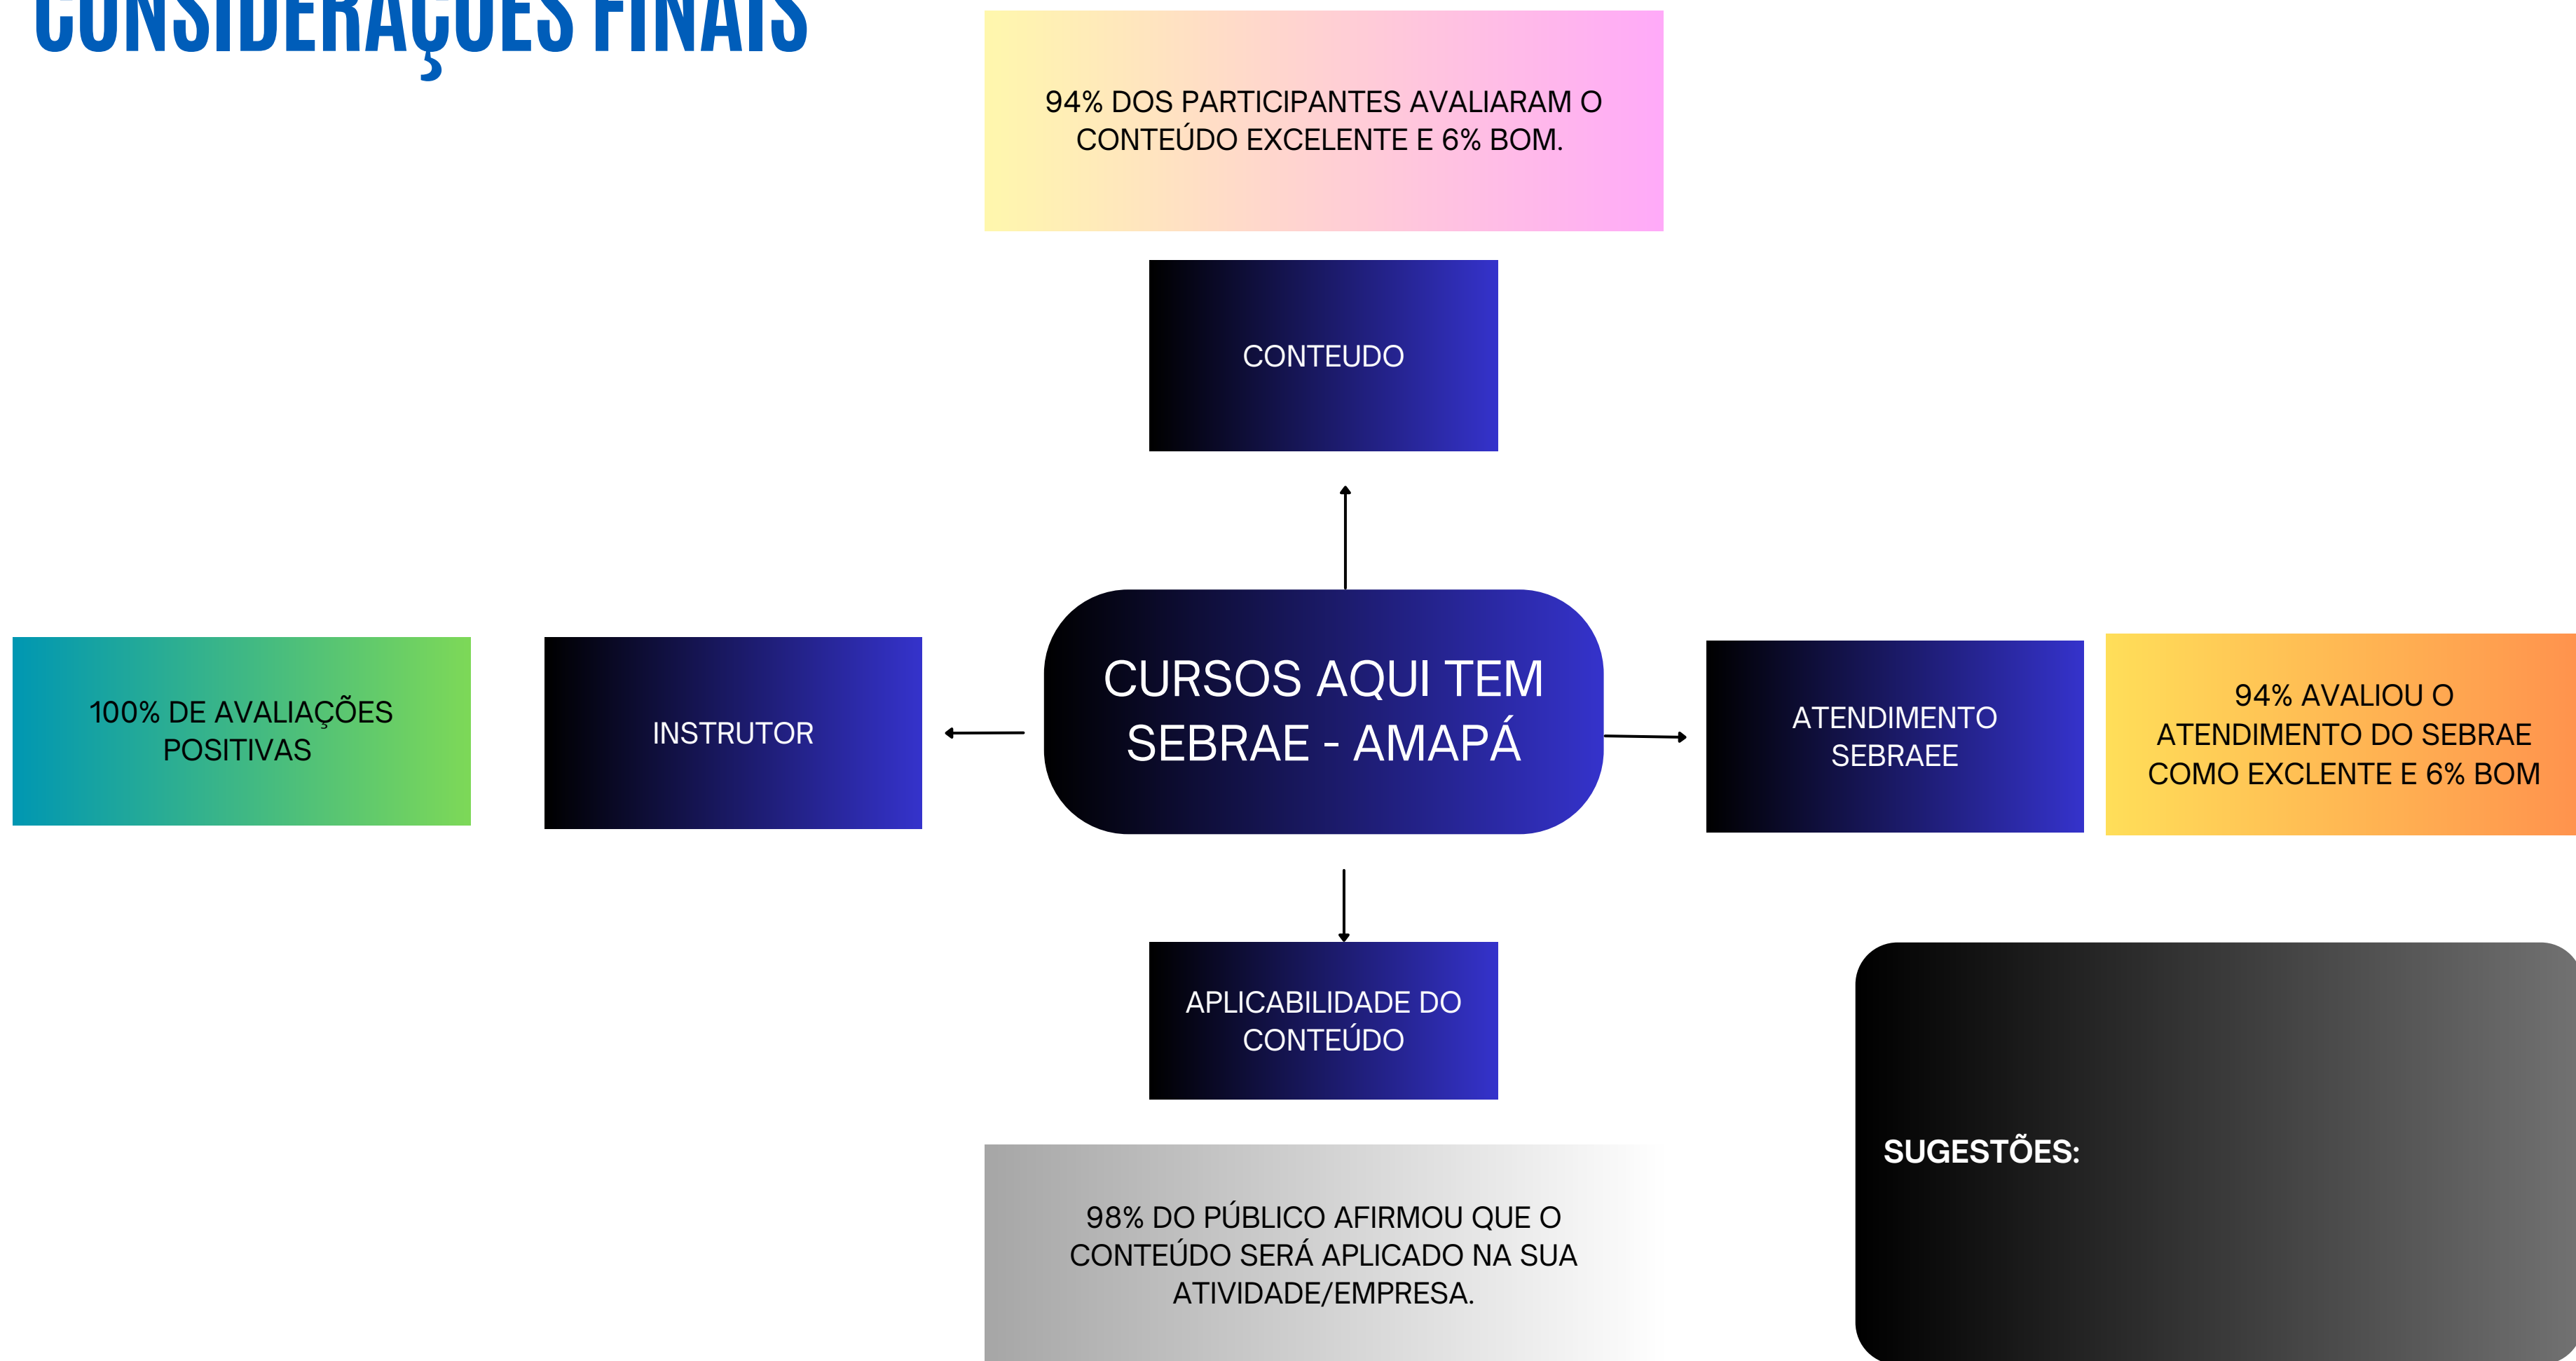 CONSIDERAÇÕES FINAIS
94% DOS PARTICIPANTES AVALIARAM O
CONTEÚDO EXCELENTE E 6% BOM.
CONTEUDO
100% DE AVALIAÇÕES
POSITIVAS
INSTRUTOR
CURSOS AQUI TEM
SEBRAE - AMAPÁ
ATENDIMENTO
SEBRAEE
94% AVALIOU O
ATENDIMENTO DO SEBRAE
COMO EXCLENTE E 6% BOM
APLICABILIDADE DO
CONTEÚDO
98% DO PÚBLICO AFIRMOU QUE O
CONTEÚDO SERÁ APLICADO NA SUA
ATIVIDADE/EMPRESA.
SUGESTÕES: